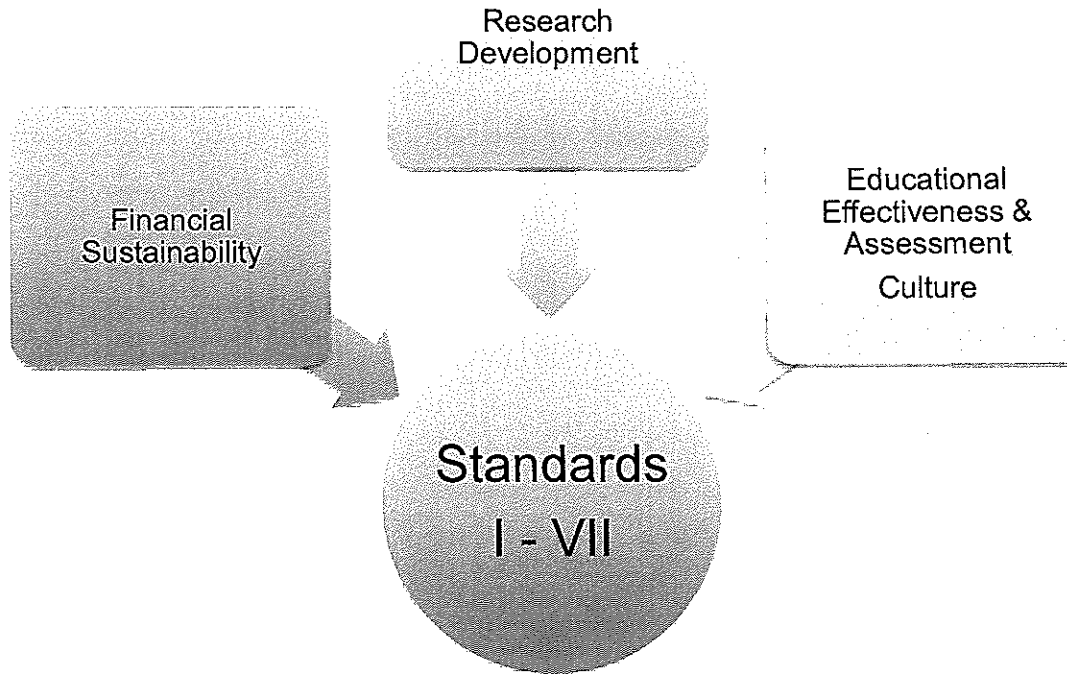 Research
Development
Financial
Sustainability
Educational
Effectiveness &
Assessment
Culture
Standards
I - VII